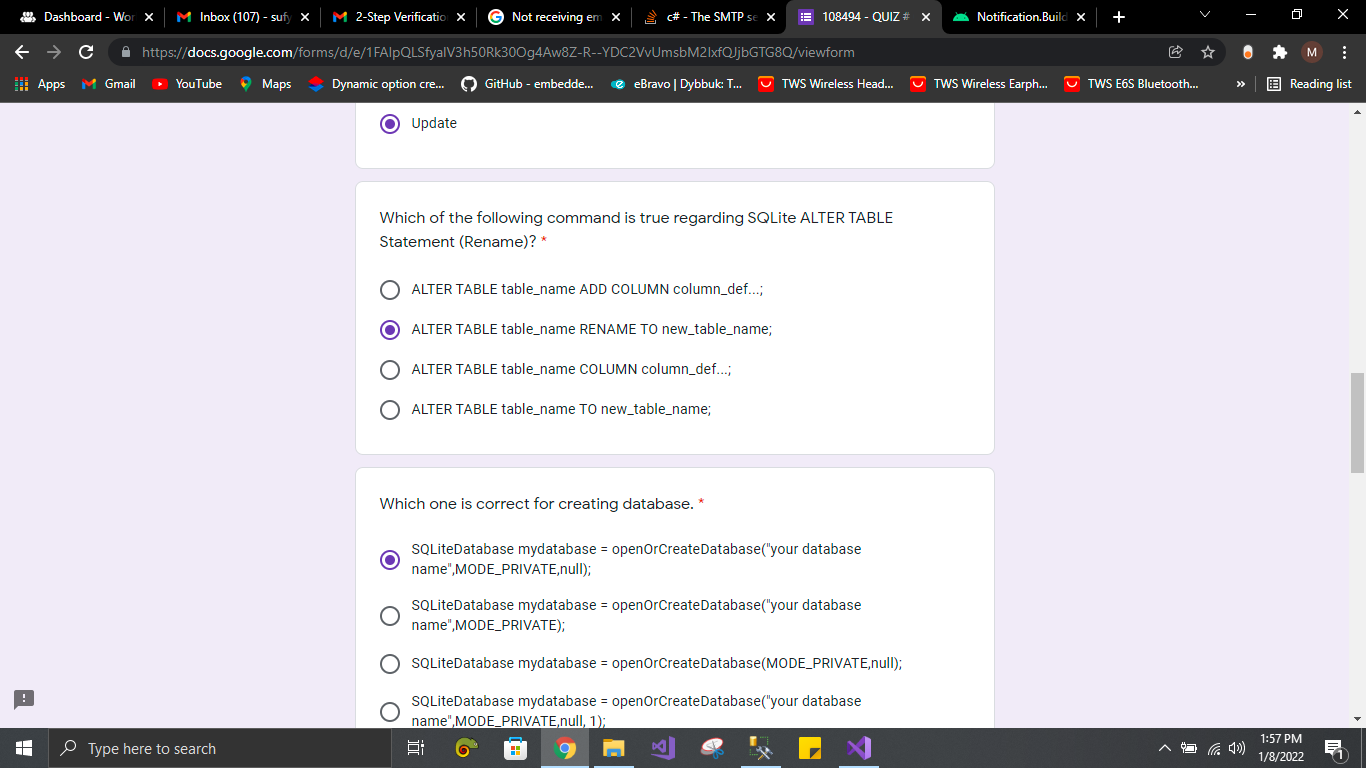 Dashboard - Wor
Inbox (107) - sufy
2-Step Verificatio
Not receiving em
c# - The SMTP se
108494 - QUIZ #
Notification.Build
https://docs.google.com/forms/d/e/1FAIpQLSfyalV3h50Rk30Og4Aw8Z-R--YDC2VvUmsbM2IxfQJjbGTG8Q/viewform
M
Apps
Gmail
YouTube
Maps
Dynamic option cre...
GitHub - embedde...
eBravo | Dybbuk: T...
TWS Wireless Head...
TWS Wireless Earph...
TWS E6S Bluetooth...
»
Reading list
Update
Which of the following command is true regarding SQLite ALTER TABLE
Statement (Rename)? *
ALTER TABLE table_name ADD COLUMN column_def...;
ALTER TABLE table_name RENAME TO new_table_name;
ALTER TABLE table_name COLUMN column_def...;
ALTER TABLE table_name TO new_table_name;
Which one is correct for creating database. *
SQLiteDatabase mydatabase = openOrCreateDatabase("your database
name",MODE_PRIVATE,null);
SQLiteDatabase mydatabase = openOrCreateDatabase("your database
name",MODE_PRIVATE);
SQLiteDatabase mydatabase = openOrCreateDatabase(MODE_PRIVATE,null);
SQLiteDatabase mydatabase = openOrCreateDatabase("your database
name",MODE_PRIVATE,null, 1);
Type here to search
1:57 PM
1/8/2022
1